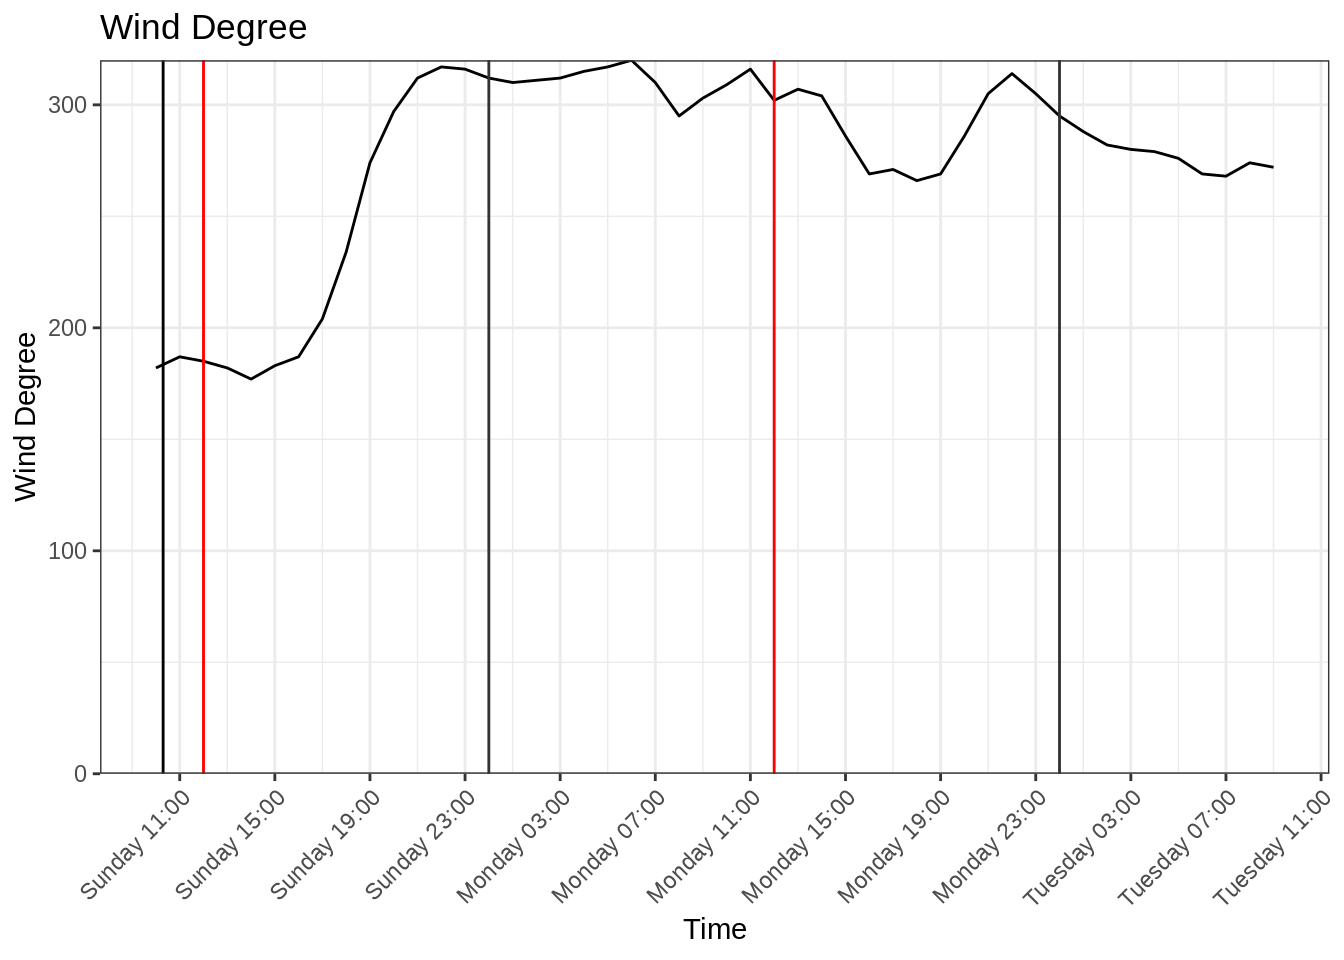 Wind Degree
Wind Degree
300
200
100
0
Sunday 11:00
Sunday 15:00
Sunday 19:00
Sunday 23:00
Monday 03:00
Monday 07:00
Monday 11:00
Monday 15:00
Monday 19:00
Monday 23:00
Tuesday 03:00
Tuesday 07:00
Tuesday 11:00
Time